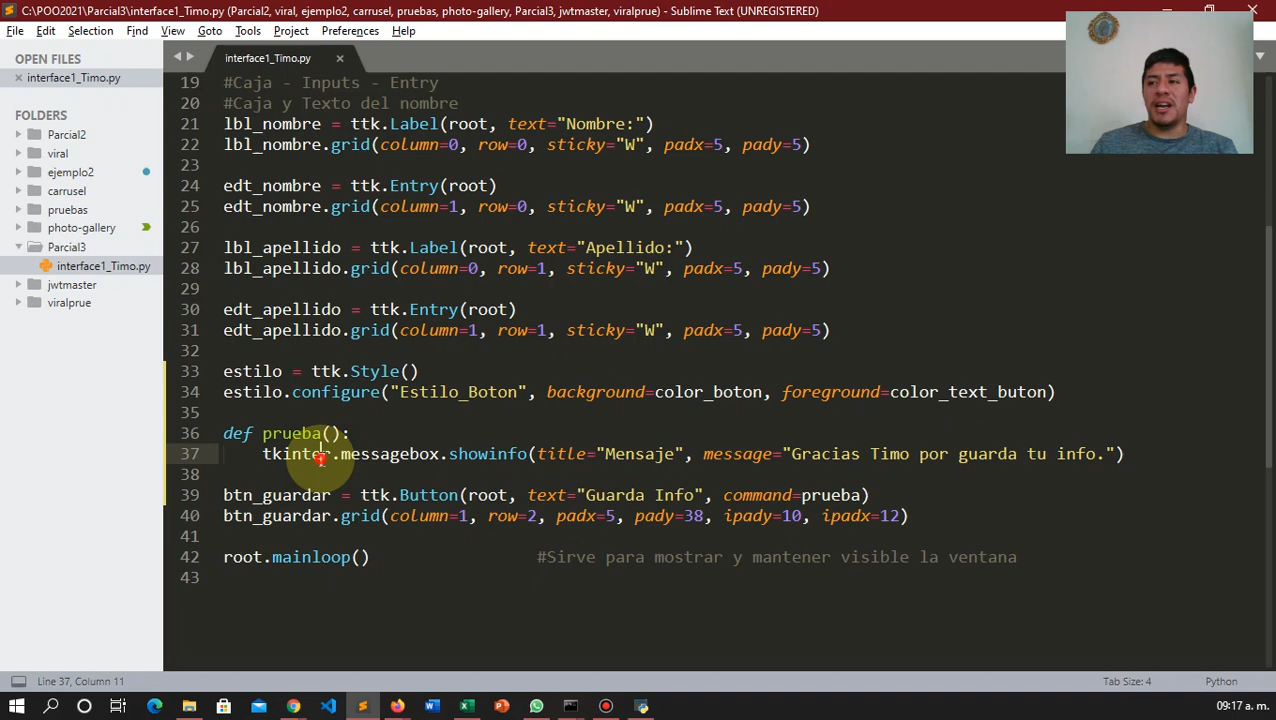 C:\POO2021\Parcial3\interface1_Timo.py (Parcial2, viral, ejemplo2, carrusel, pruebas, photo-gallery, Parcial3, jwtmaster, viralprue) - Sublime Text (UNREGISTERED)
File Edit Selection Find View Goto Tools Project Preferences Help
OPEN FILES
interface1_Timo.py
FOLDERS
Parcial2
viral
ejemplo2
carrusel
pruebas
photo-gallery
Parcial3
interface1_Timo.py
jwtmaster
viralprue
interface1_Timo.py
19 #Caja - Inputs - Entry
20 #Caja y Texto del nombre
21 lbl_nombre = ttk.Label(root, text="Nombre:")
22 lbl_nombre.grid(column=0, row=0, sticky="W", padx=5, pady=5)
23
24 edt_nombre = ttk.Entry(root)
25 edt_nombre.grid(column=1, row=0, sticky="W", padx=5, pady=5)
26
27 lbl_apellido = ttk.Label(root, text="Apellido:")
28 lbl_apellido.grid(column=0, row=1, sticky="W", padx=5, pady=5)
29
30 edt_apellido = ttk.Entry(root)
31 edt_apellido.grid(column=1, row=1, sticky="W", padx=5, pady=5)
32
33 estilo = ttk.Style()
34 estilo.configure("Estilo_Boton", background=color_boton, foreground=color_text_buton)
35
36 def prueba():
37 tkinter.messagebox.showinfo(title="Mensaje", message="Gracias Timo por guarda tu info.")
38
39 btn_guardar = ttk.Button(root, text="Guarda Info", command=prueba)
40 btn_guardar.grid(column=1, row=2, padx=5, pady=38, ipady=10, ipadx=12)
41
42 root.mainloop() #Sirve para mostrar y mantener visible la ventana
43
Line 37, Column 11
Tab Size: 4
Python
09:17 a. m.